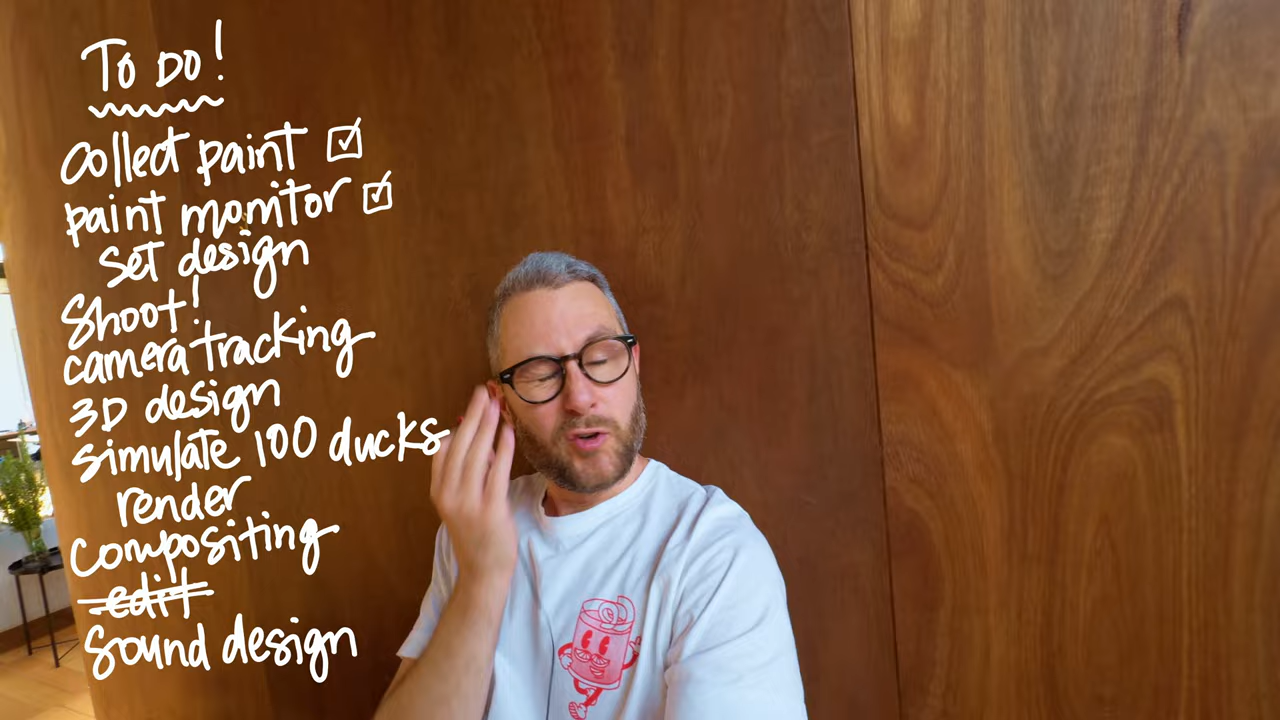 To Do!
Collect paint ☑
paint monitor ☑
Set design
Shoot!
camera tracking
3D design
Simulate 100 ducks
render
Compositing
edit
Sound design